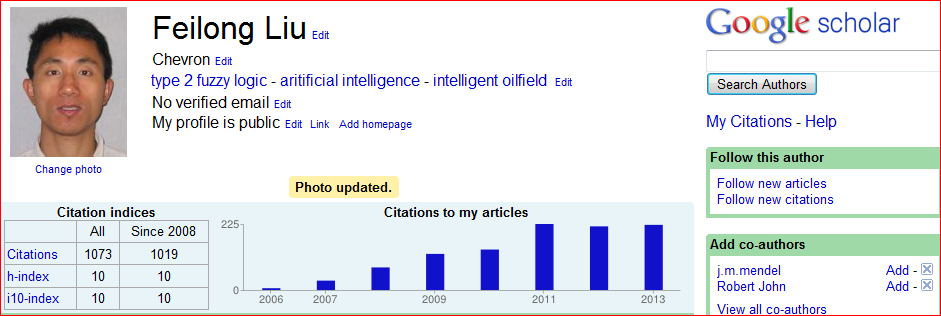 Feilong Liu Edit
Chevron Edit
type 2 fuzzy logic - aritificial intelligence - intelligent oilfield Edit
No verified email Edit
My profile is public Edit Link Add homepage
Change photo
Photo updated.
Google scholar
Search Authors
My Citations - Help
Follow this author
Follow new articles
Follow new citations
Add co-authors
j.m.mendel Add -
Robert John Add -
View all co-authors
Citation indices
All Since 2008
Citations 1073 1019
h-index 10 10
i10-index 10 10
Citations to my articles
225
0
2006 2007 2009 2011 2013